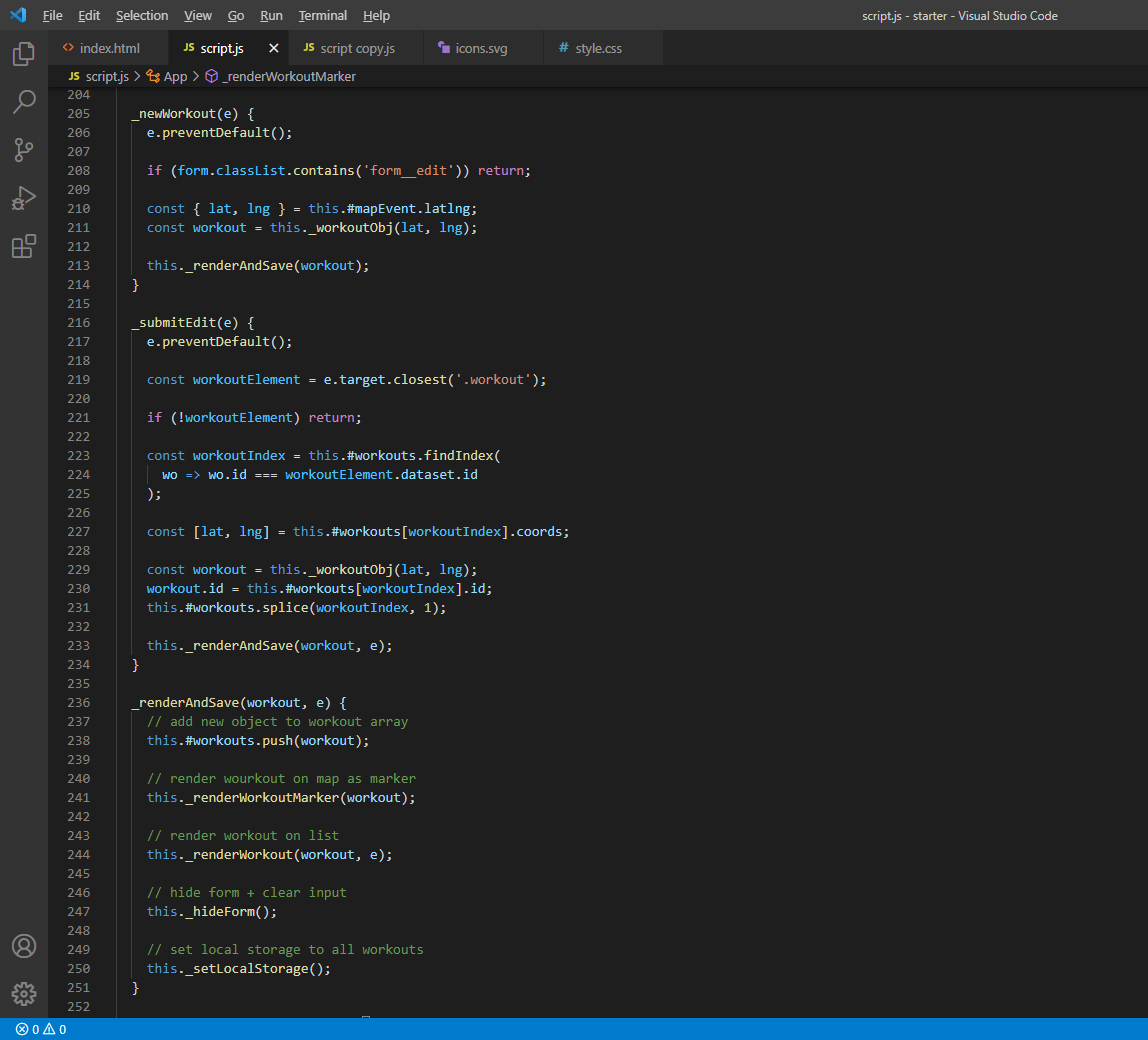 File Edit Selection View Go Run Terminal Help script.js - starter - Visual Studio Code
<> index.html JS script.js × JS script copy.js icons.svg # style.css
JS script.js > App > _renderWorkoutMarker
204
205 _newWorkout(e) {
206 e.preventDefault();
207
208 if (form.classList.contains('form__edit')) return;
209
210 const { lat, lng } = this.#mapEvent.latlng;
211 const workout = this._workoutObj(lat, lng);
212
213 this._renderAndSave(workout);
214 }
215
216 _submitEdit(e) {
217 e.preventDefault();
218
219 const workoutElement = e.target.closest('.workout');
220
221 if (!workoutElement) return;
222
223 const workoutIndex = this.#workouts.findIndex(
224 wo => wo.id === workoutElement.dataset.id
225 );
226
227 const [lat, lng] = this.#workouts[workoutIndex].coords;
228
229 const workout = this._workoutObj(lat, lng);
230 workout.id = this.#workouts[workoutIndex].id;
231 this.#workouts.splice(workoutIndex, 1);
232
233 this._renderAndSave(workout, e);
234 }
235
236 _renderAndSave(workout, e) {
237 // add new object to workout array
238 this.#workouts.push(workout);
239
240 // render wourkout on map as marker
241 this._renderWorkoutMarker(workout);
242
243 // render workout on list
244 this._renderWorkout(workout, e);
245
246 // hide form + clear input
247 this._hideForm();
248
249 // set local storage to all workouts
250 this._setLocalStorage();
251 }
252
0 0